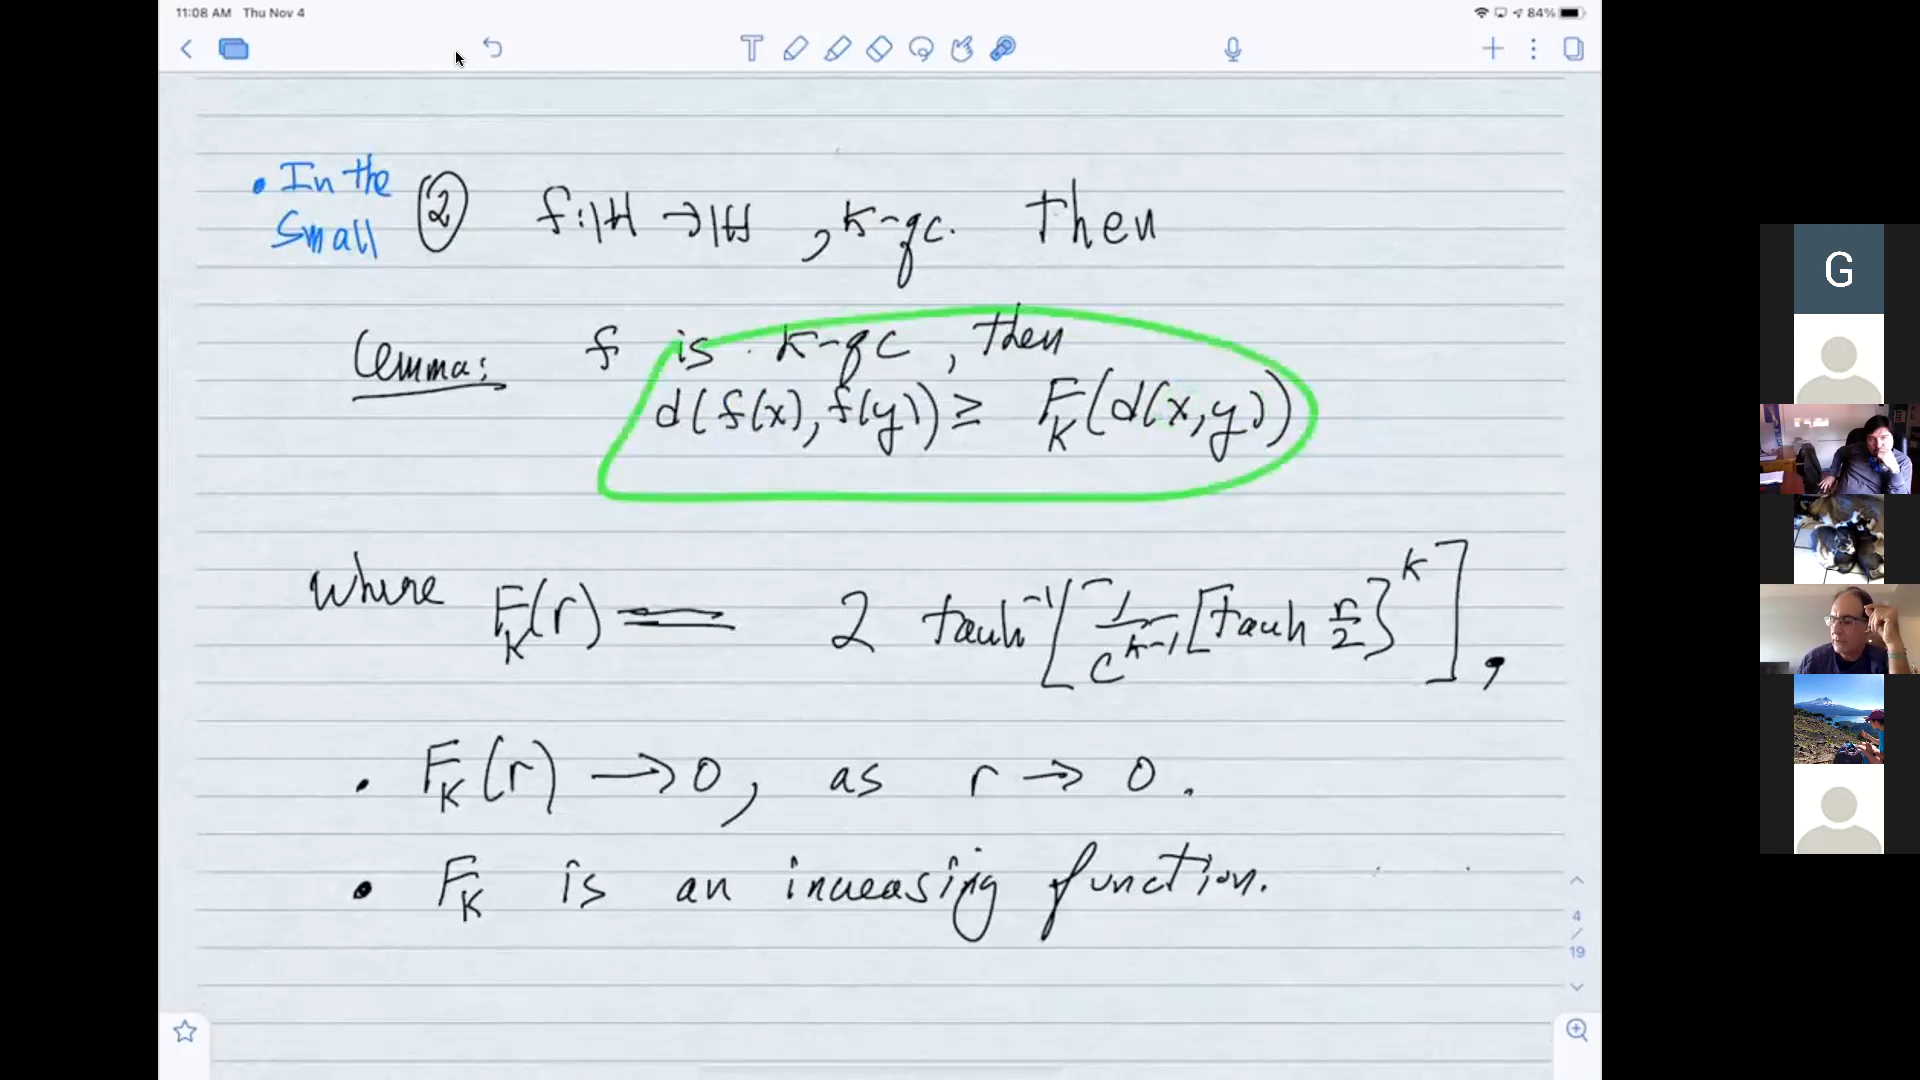 11:08 AM Thu Nov 4
84%
• In the Small
② f: ℍ → ℍ, K-qc. Then
Lemma: f is K-qc, then
d(f(x), f(y)) ≥ F_K(d(x,y))
where F_K(r) = 2 tanh⁻¹[1/c^{K-1} [tanh r/2}^K],
• F_K(r) → 0, as r → 0.
• F_K is an increasing function.
4
/
19
G